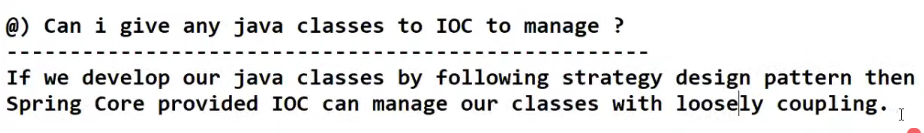 @) Can i give any java classes to IOC to manage ?
---------------------------------------------------
If we develop our java classes by following strategy design pattern then
Spring Core provided IOC can manage our classes with loosely coupling.